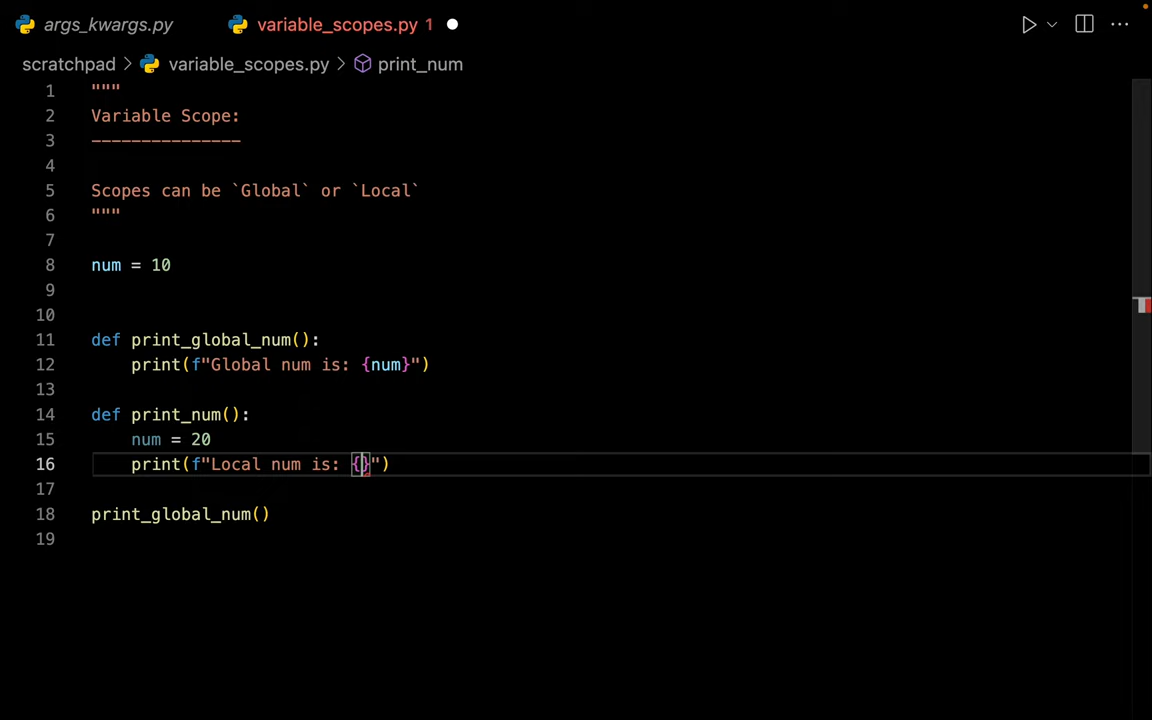 args_kwargs.py variable_scopes.py 1
scratchpad > variable_scopes.py > print_num
1 """
2 Variable Scope:
3 ---------------
4
5 Scopes can be `Global` or `Local`
6 """
7
8 num = 10
9
10
11 def print_global_num():
12     print(f"Global num is: {num}")
13
14 def print_num():
15     num = 20
16     print(f"Local num is: {}")
17
18 print_global_num()
19